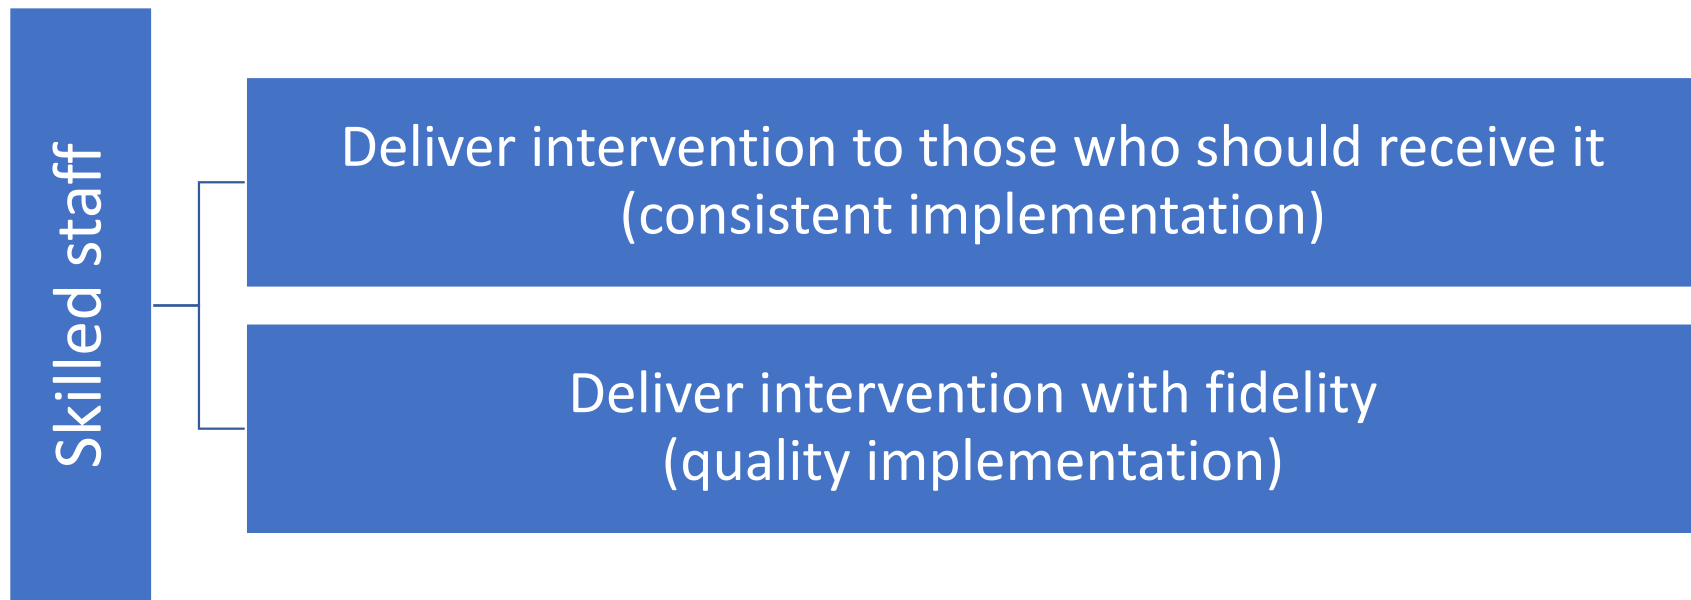 Skilled staff
Deliver intervention to those who should receive it
(consistent implementation)
Deliver intervention with fidelity
(quality implementation)